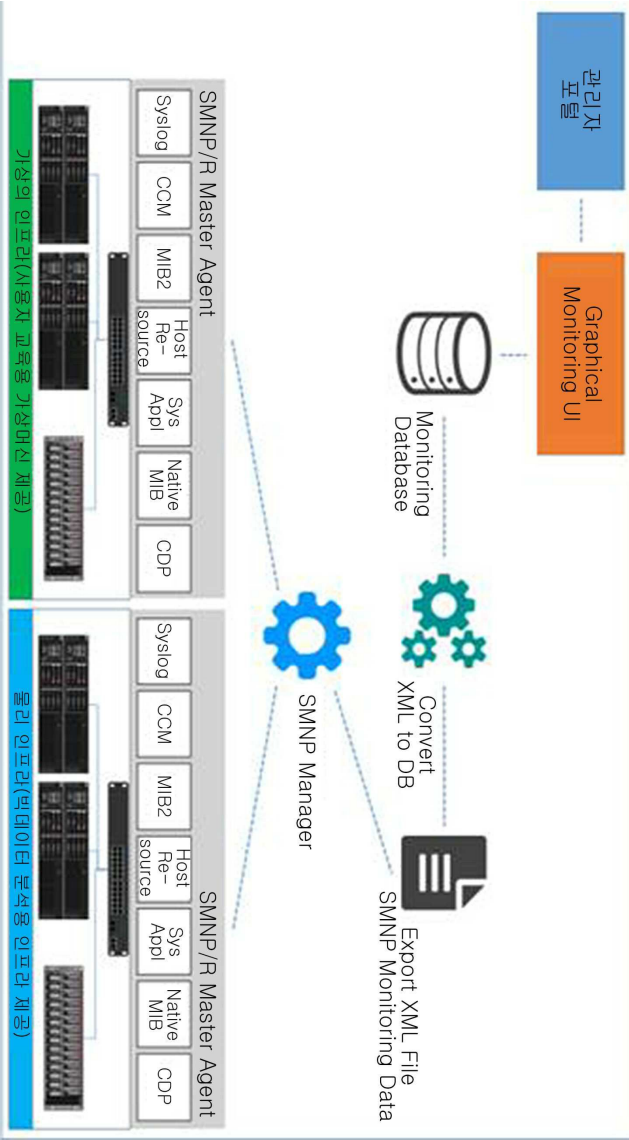 관리자
포털
Graphical
Monitoring UI
Monitoring
Database
Convert
XML to DB
Export XML File
SMNP Monitoring Data
SMNP Manager
SMNP/R Master Agent
Syslog
CCM
MIB2
Host
Re-
source
Sys
Appl
Native
MIB
CDP
가상의 인프라(사용자 교육용 가상머신 제공)
SMNP/R Master Agent
Syslog
CCM
MIB2
Host
Re-
source
Sys
Appl
Native
MIB
CDP
물리 인프라(빅데이터 분석용 인프라 제공)